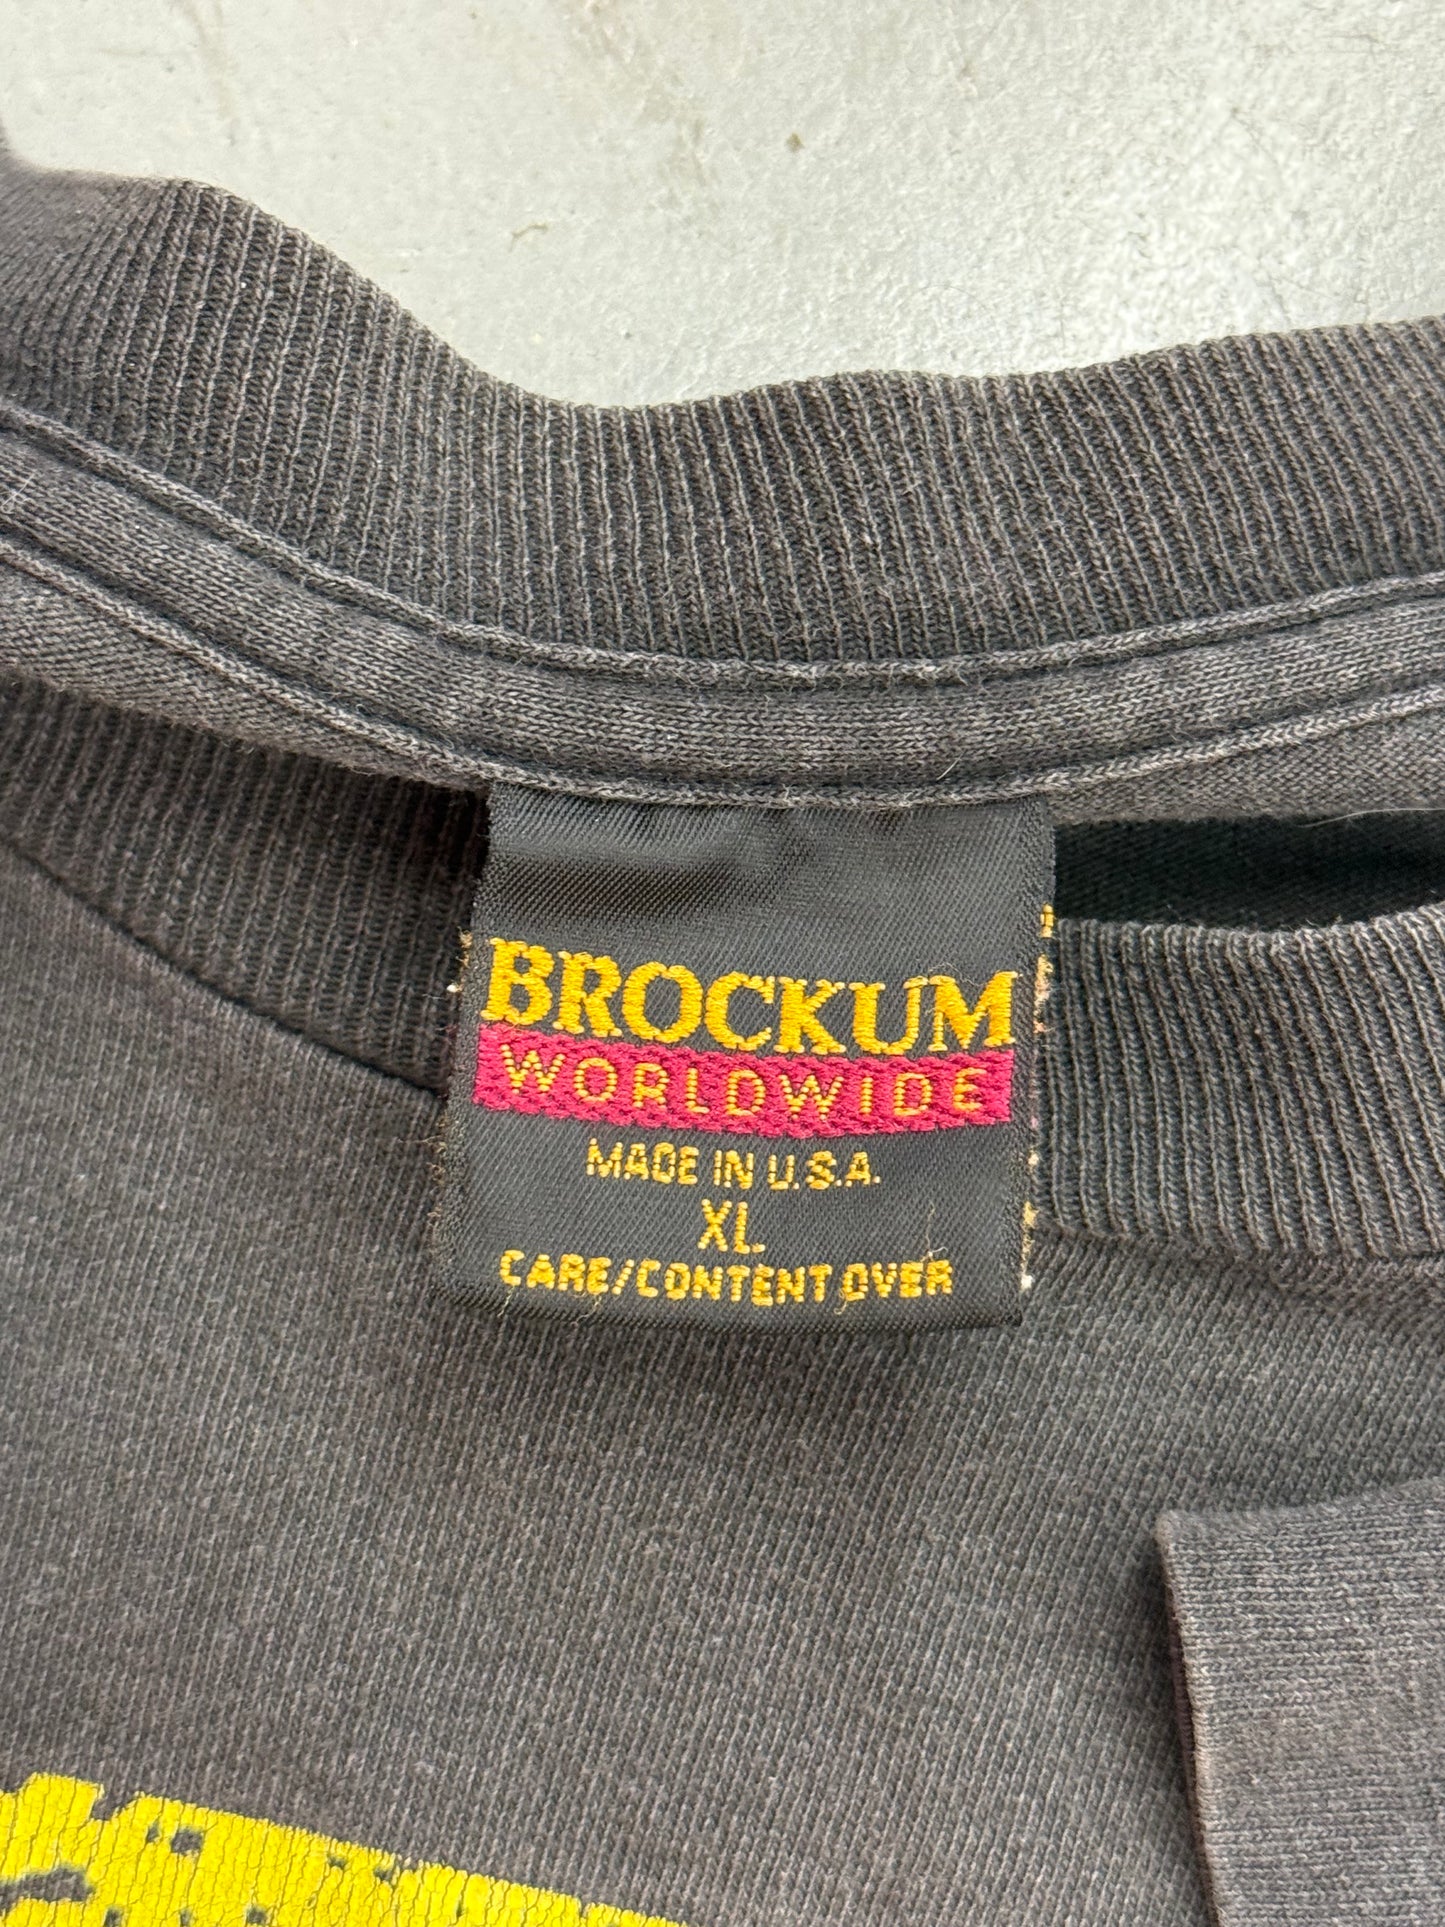 BROCKUM
WORLDWIDE
MADE IN U.S.A.
XL
CARE/CONTENT OVER